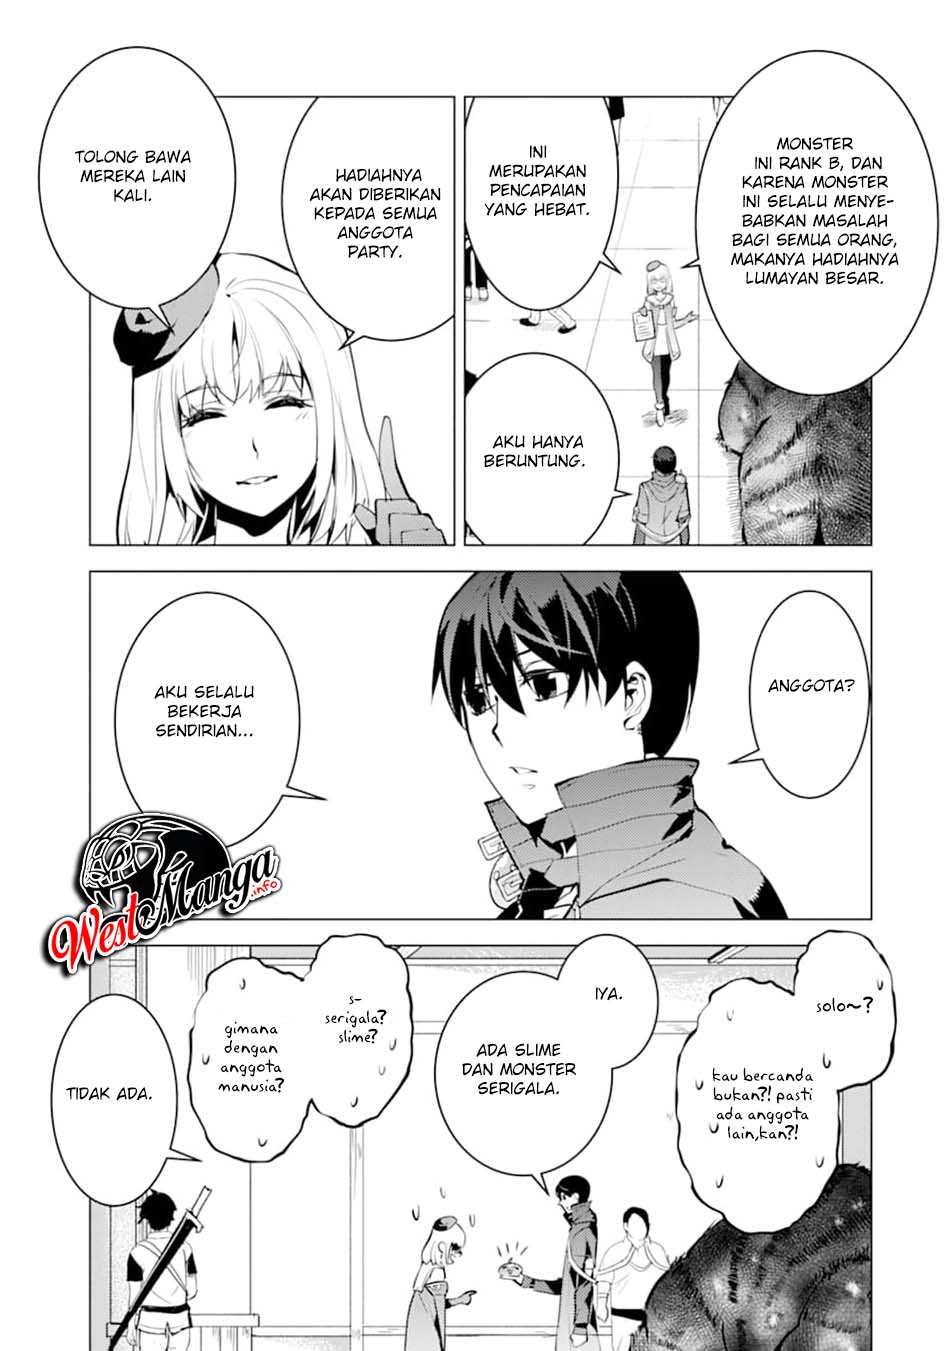 MONSTER
INI RANK B, DAN
KARENA MONSTER
INI SELALU MENYE-
BABKAN MASALAH
BAGI SEMUA ORANG,
MAKANYA HADIAHNYA
LUMAYAN BESAR.
INI
MERUPAKAN
PENCAPAIAN
YANG HEBAT.
AKU HANYA
BERUNTUNG.
HADIAHNYA
AKAN DIBERIKAN
KEPADA SEMUA
ANGGOTA
PARTY.
TOLONG BAWA
MEREKA LAIN
KALI.
ANGGOTA?
AKU SELALU
BEKERJA
SENDIRIAN...
WestManga
.info
solo~?
kau bercanda
bukan?! pasti
ada anggota
lain,kan?!
IYA.
ADA SLIME
DAN MONSTER
SERIGALA.
s-
serigala?
slime?
gimana
dengan
anggota
manusia?
TIDAK ADA.